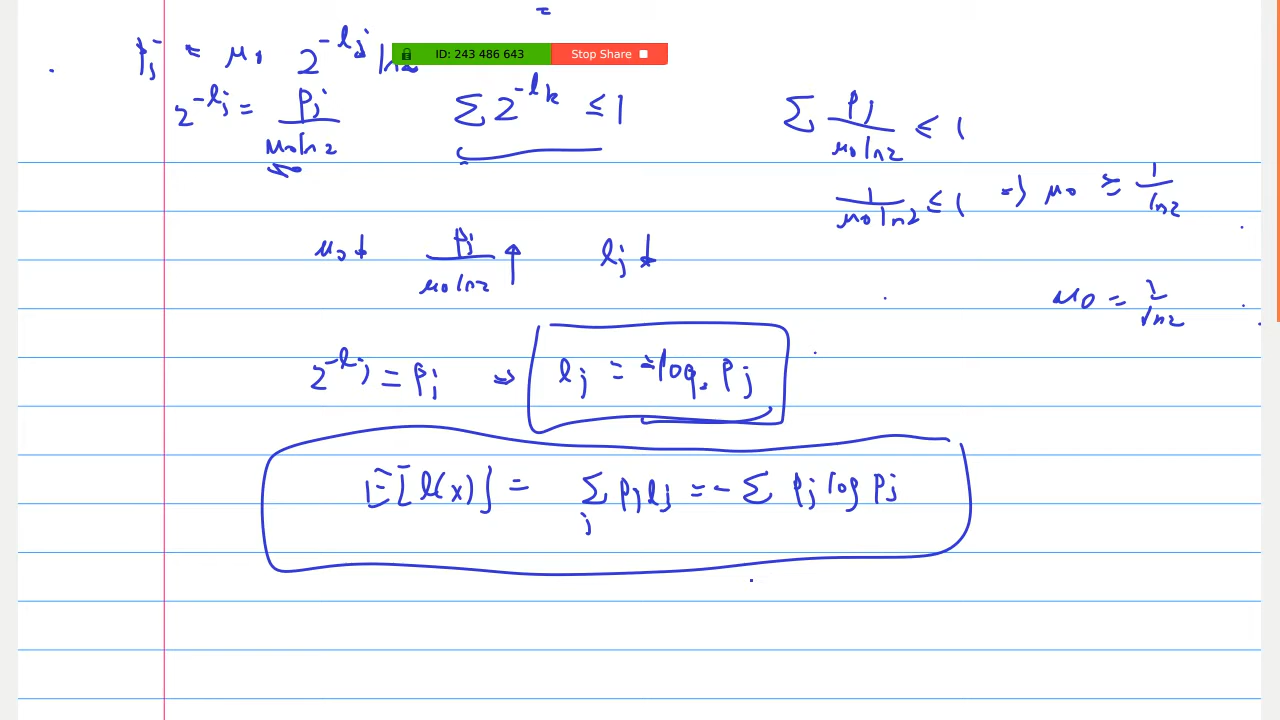 =
pj = μ0 2^{-lj} ln2
ID: 243 486 643 Stop Share
2^{-lj} = pj / (μ0 ln2) Σ 2^{-lk} ≤ 1 Σ pj / (μ0 ln2) ≤ 1
1 / (μ0 ln2) ≤ 1 ⇒ μ0 ≥ 1 / ln2
μ0 ↓ pj / (μ0 ln2) ↑ lj ↓
μ0 = 1 / ln2
2^{-lj} = pj ⇒ lj = -log2 pj
E[l(x)] = Σ_j pj lj = - Σ pj log pj